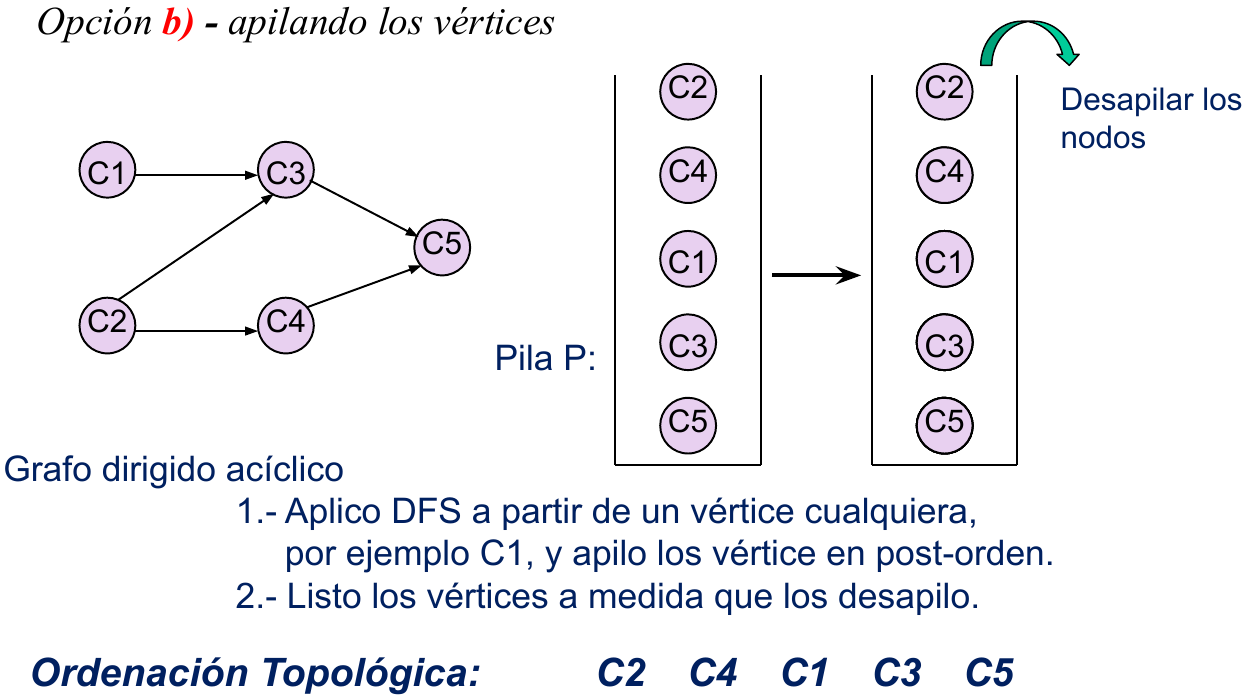 Opción b) - apilando los vértices
C1
C3
C5
C2
C4
Pila P:
C2
C4
C1
C3
C5
C2
C4
C1
C3
C5
Desapilar los
nodos
Grafo dirigido acíclico
1.- Aplico DFS a partir de un vértice cualquiera,
por ejemplo C1, y apilo los vértice en post-orden.
2.- Listo los vértices a medida que los desapilo.
Ordenación Topológica: C2 C4 C1 C3 C5